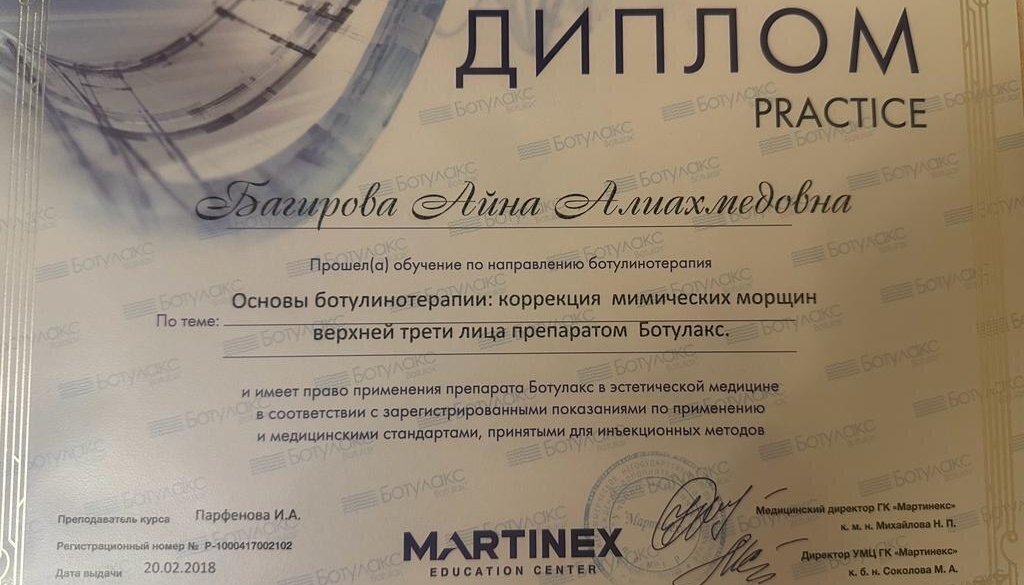 ДИПЛОМ
PRACTICE
Багирова Айна Алиахмедовна
Прошел(а) обучение по направлению ботулинотерапия
Основы ботулинотерапии: коррекция мимических морщин
По теме:
верхней трети лица препаратом Ботулакс.
и имеет право применения препарата Ботулакс в эстетической медицине
в соответствии с зарегистрированными показаниями по применению
и медицинскими стандартами, принятыми для инъекционных методов
Преподаватель курса Парфенова И.А.
Регистрационный номер № Р-1000417002102
Дата выдачи 20.02.2018
MARTINEX
EDUCATION CENTER
Медицинский директор ГК "Мартинекс"
к. м. н. Михайлова Н. П.
Директор УМЦ ГК "Мартинекс"
к. б. н. Соколова М. А.
Ботулакс